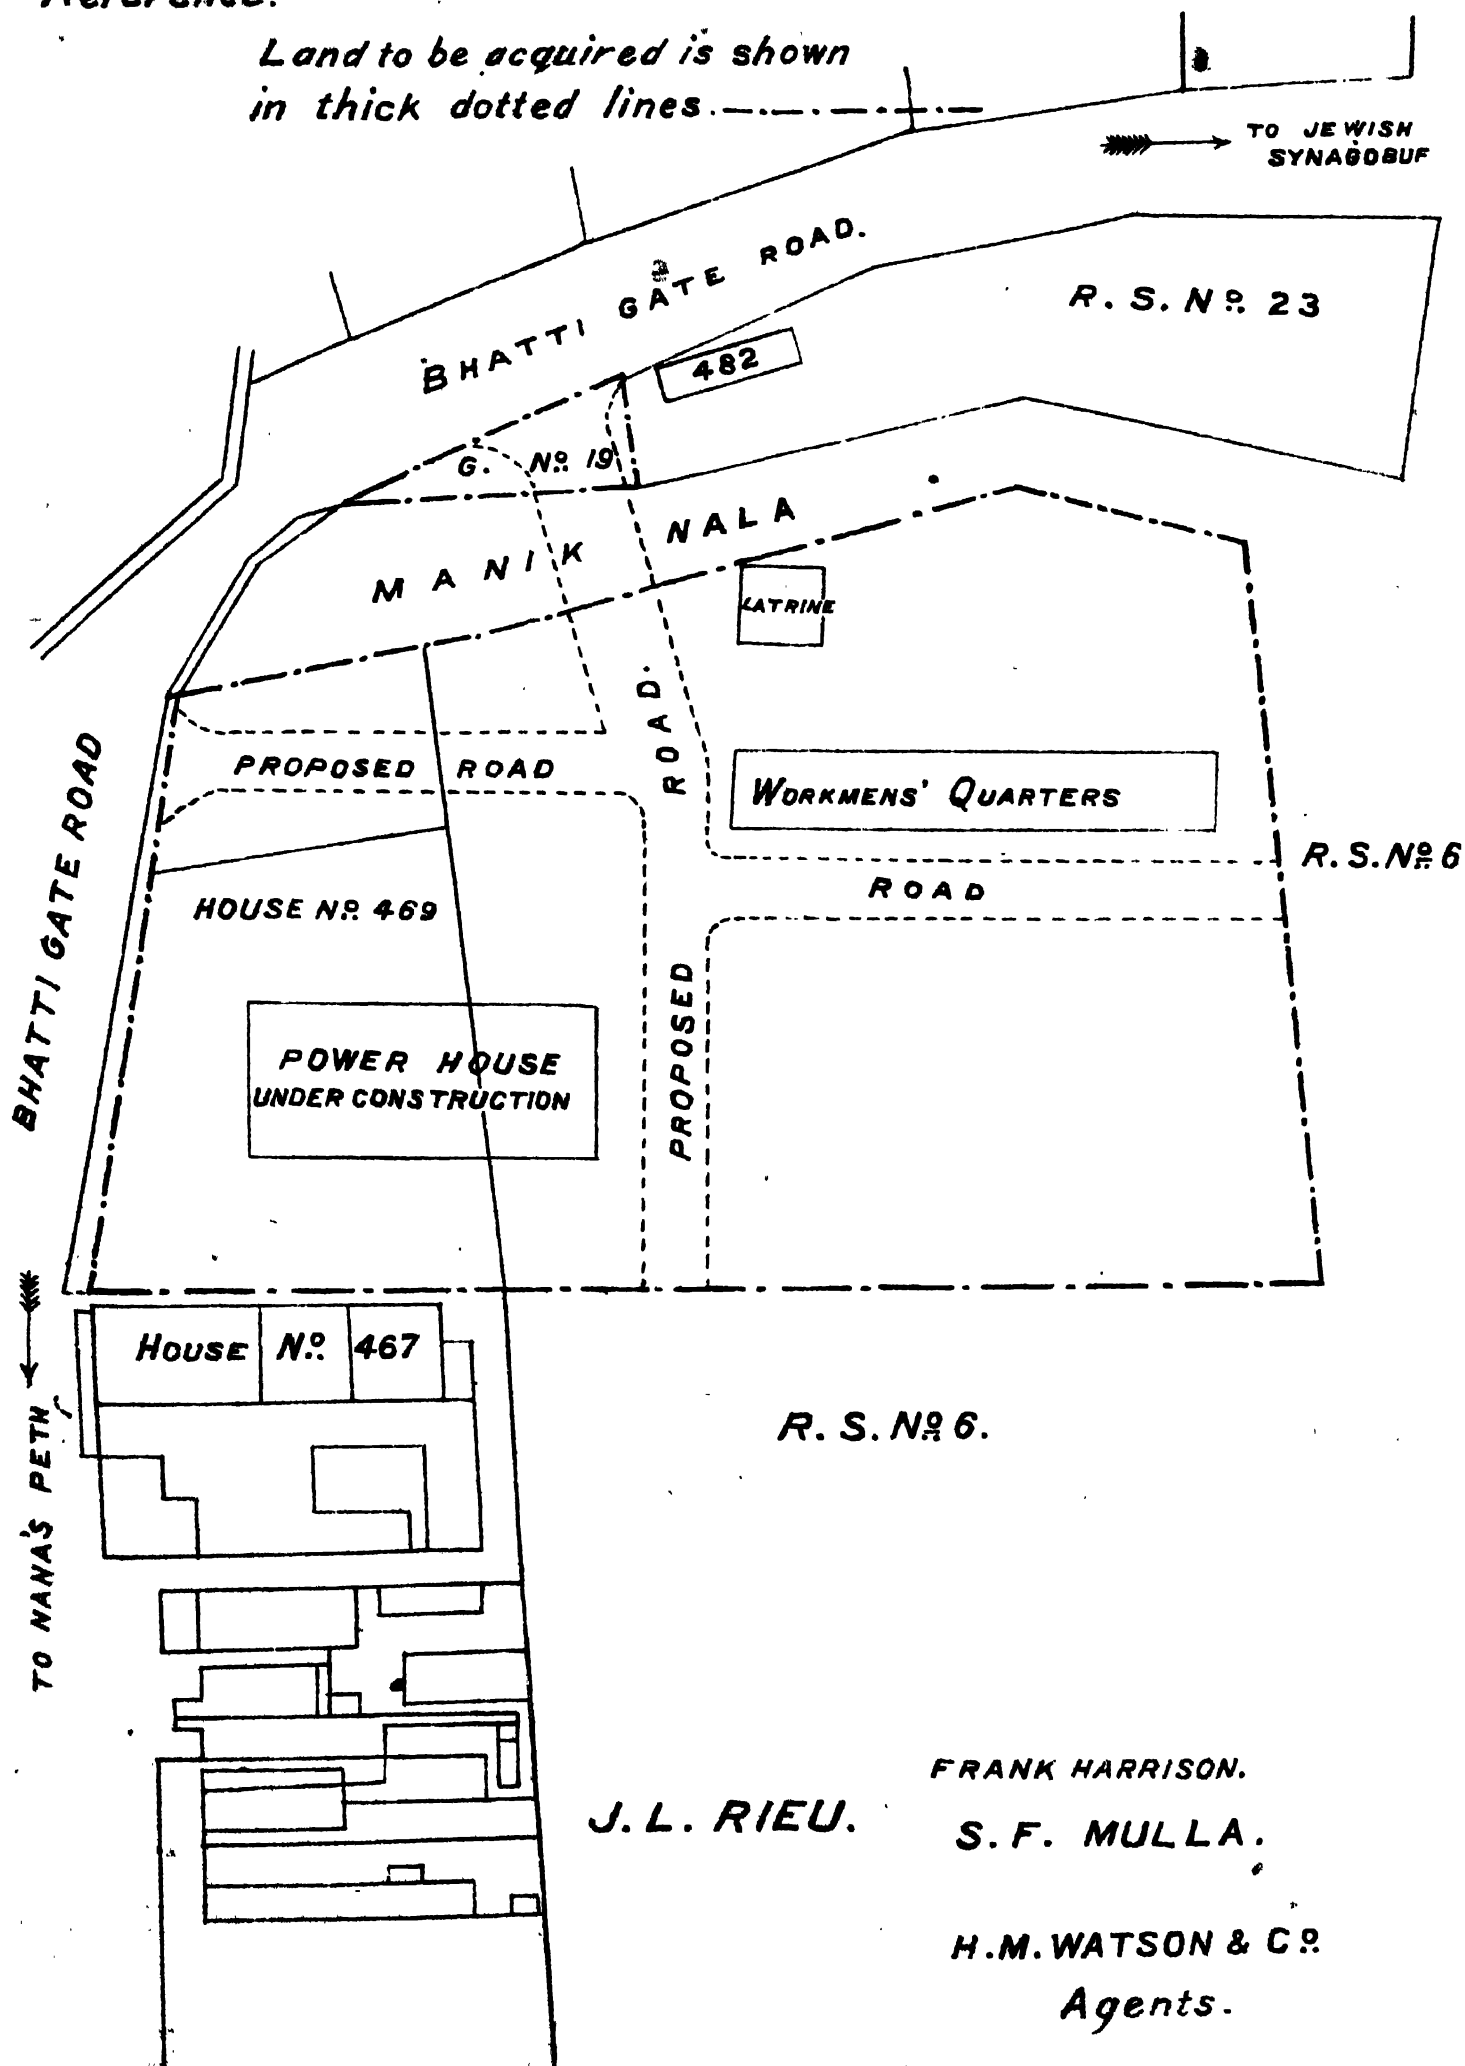 Reference.
Land to be acquired is shown
in thick dotted lines.
TO JEWISH
SYNAGOBUF
BHATTI GATE ROAD.
R. S. Nº 23
482
G. Nº 19
MANIK NALA
LATRINE
PROPOSED ROAD
ROAD.
WORKMENS' QUARTERS
BHATTI GATE ROAD
R. S. Nº 6
ROAD
HOUSE Nº 469
PROPOSED
POWER HOUSE
UNDER CONSTRUCTION
HOUSE Nº 467
TO NANA'S PETH
R. S. Nº 6.
FRANK HARRISON.
J. L. RIEU.
S. F. MULLA.
H. M. WATSON & Cº
Agents.